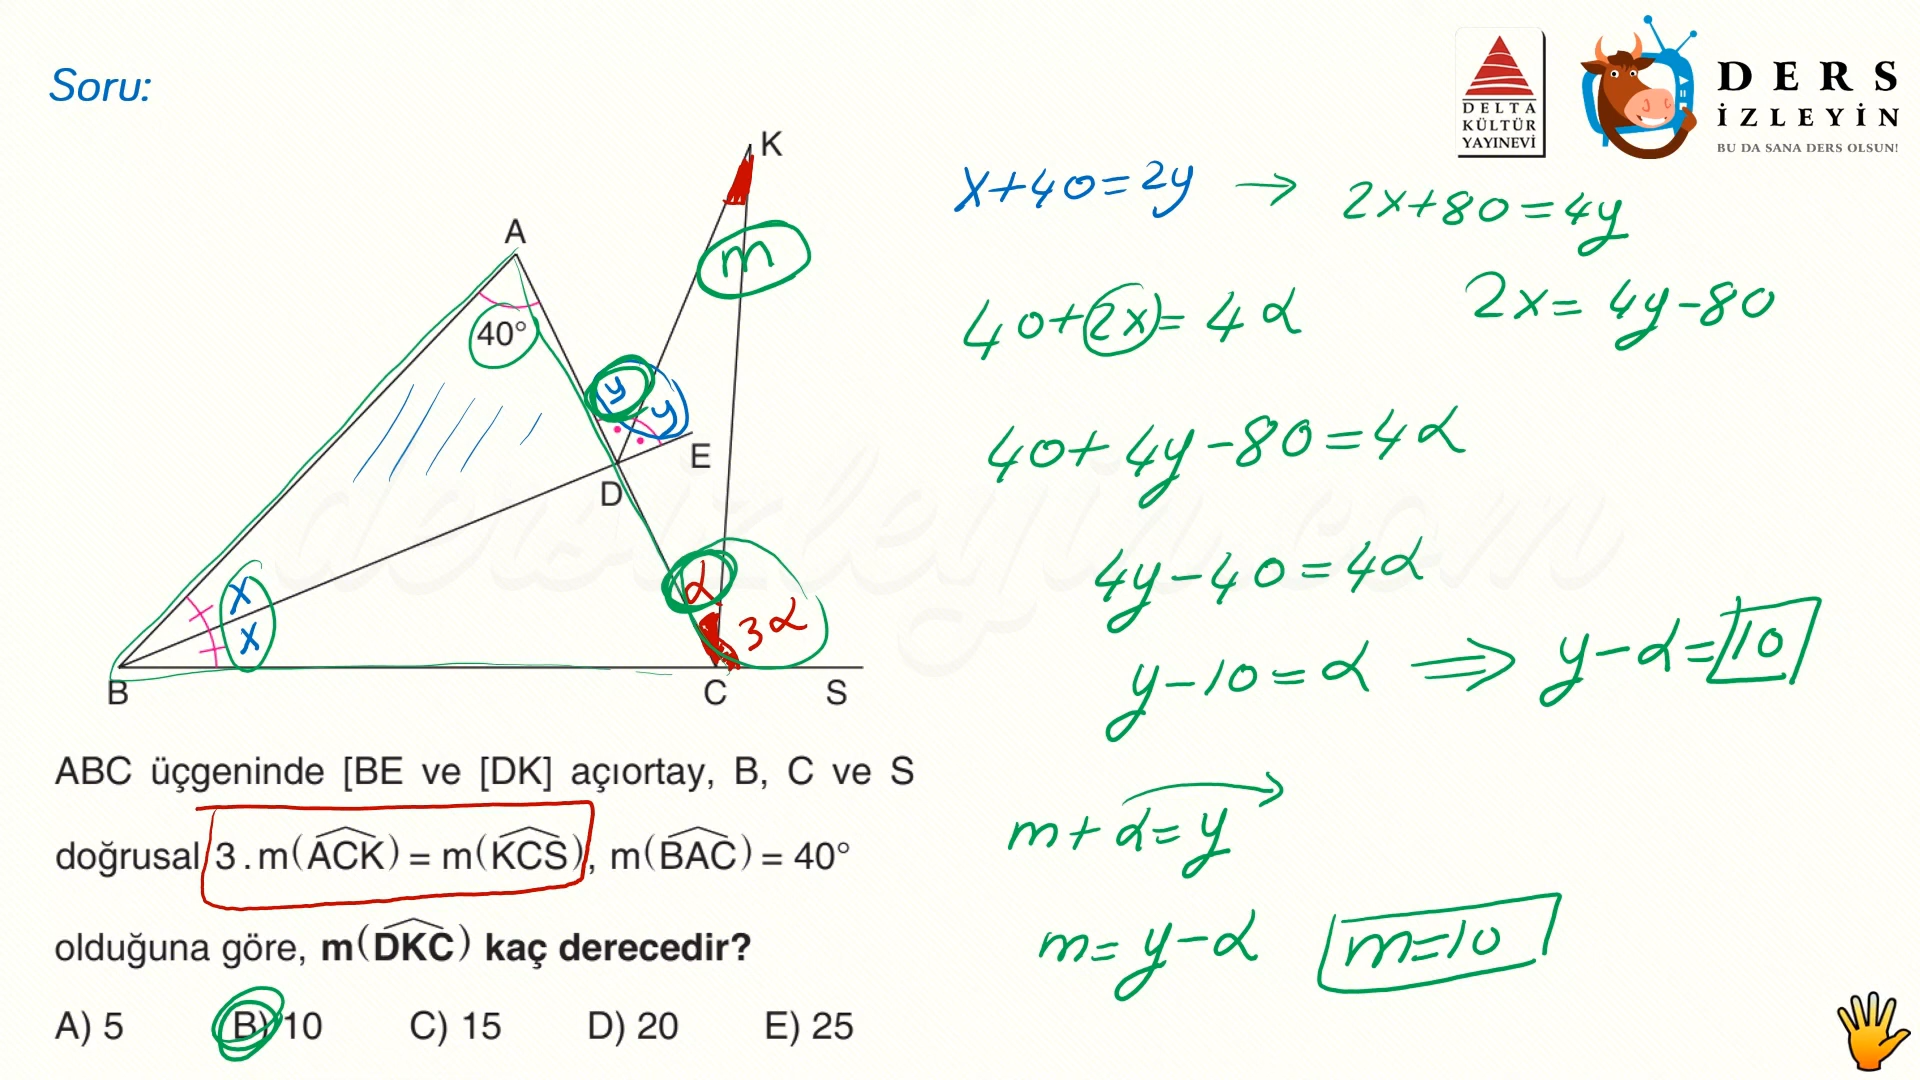 Soru:
DELTA
KÜLTÜR
YAYINEVİ
DERS
İZLEYİN
BU DA SANA DERS OLSUN!
K
A
m
40°
y
y
E
D
x
x
α
3α
B
C
S
dersizleyin.com
ABC üçgeninde [BE ve [DK] açıortay, B, C ve S
doğrusal 3.m(ACK) = m(KCS), m(BAC) = 40°
olduğuna göre, m(DKC) kaç derecedir?
A) 5 B) 10 C) 15 D) 20 E) 25
x+40=2y → 2x+80=4y
40+2x=4α 2x=4y-80
40+4y-80=4α
4y-40=4α
y-10=α ⇒ y-α=10
m+α=y
m=y-α m=10